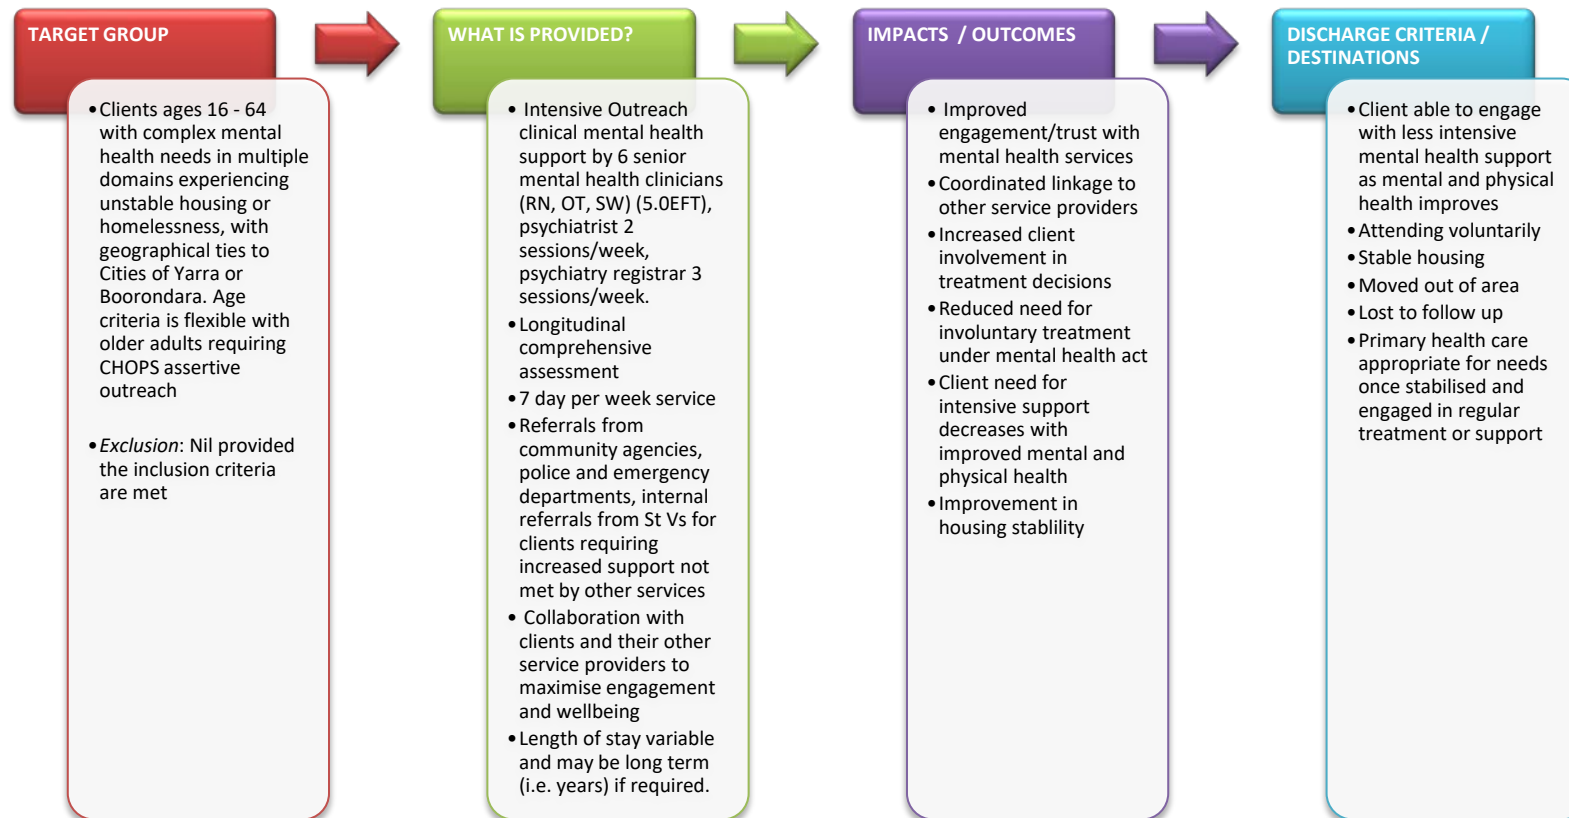 TARGET GROUP
•Clients ages 16 - 64
with complex mental
health needs in multiple
domains experiencing
unstable housing or
homelessness, with
geographical ties to
Cities of Yarra or
Boorondara. Age
criteria is flexible with
older adults requiring
CHOPS assertive
outreach
•Exclusion: Nil provided
the inclusion criteria
are met
WHAT IS PROVIDED?
• Intensive Outreach
clinical mental health
support by 6 senior
mental health clinicians
(RN, OT, SW) (5.0EFT),
psychiatrist 2
sessions/week,
psychiatry registrar 3
sessions/week.
•Longitudinal
comprehensive
assessment
•7 day per week service
•Referrals from
community agencies,
police and emergency
departments, internal
referrals from St Vs for
clients requiring
increased support not
met by other services
• Collaboration with
clients and their other
service providers to
maximise engagement
and wellbeing
•Length of stay variable
and may be long term
(i.e. years) if required.
IMPACTS / OUTCOMES
• Improved
engagement/trust with
mental health services
•Coordinated linkage to
other service providers
•Increased client
involvement in
treatment decisions
•Reduced need for
involuntary treatment
under mental health act
•Client need for
intensive support
decreases with
improved mental and
physical health
•Improvement in
housing stablility
DISCHARGE CRITERIA /
DESTINATIONS
•Client able to engage
with less intensive
mental health support
as mental and physical
health improves
•Attending voluntarily
•Stable housing
•Moved out of area
•Lost to follow up
•Primary health care
appropriate for needs
once stabilised and
engaged in regular
treatment or support